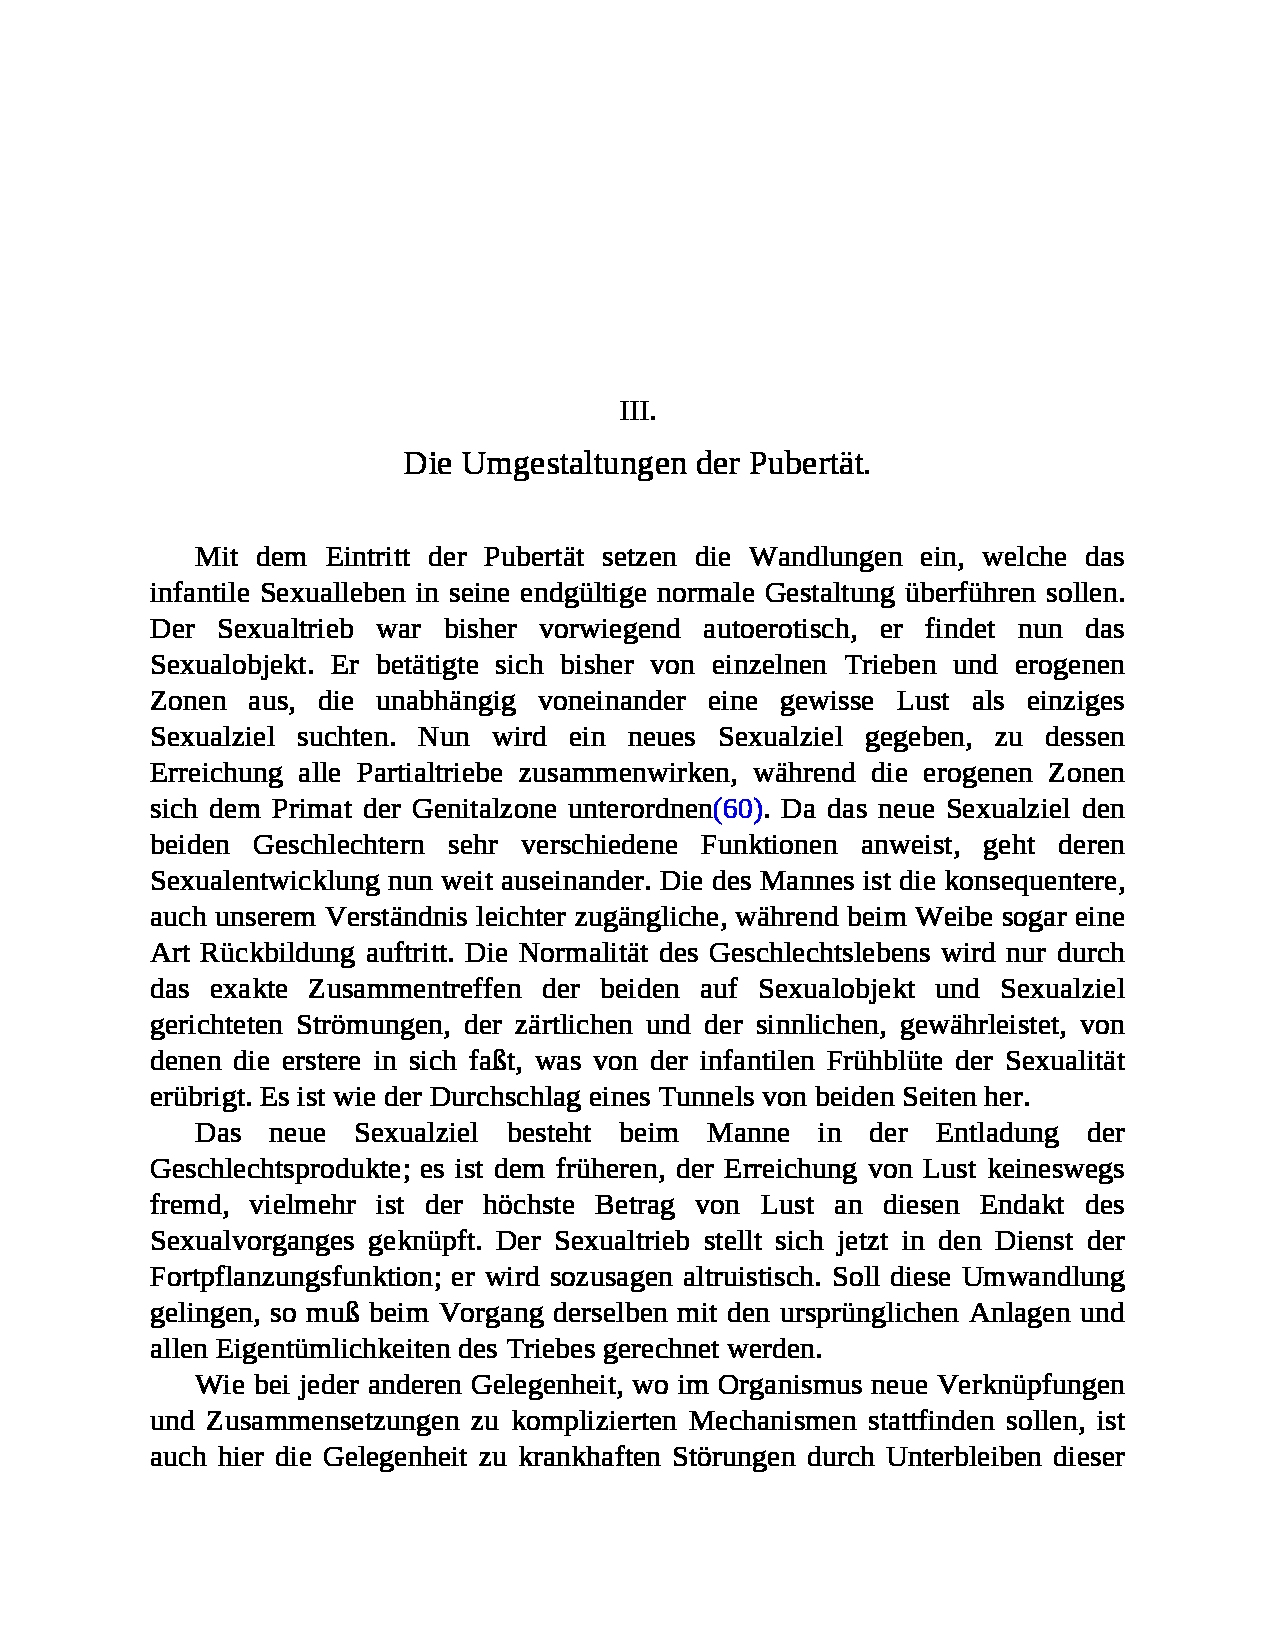 III.
Die Umgestaltungen der Pubertät.
Mit dem Eintritt der Pubertät setzen die Wandlungen ein, welche das
infantile Sexualleben in seine endgültige normale Gestaltung überführen sollen.
Der Sexualtrieb war bisher vorwiegend autoerotisch, er findet nun das
Sexualobjekt. Er betätigte sich bisher von einzelnen Trieben und erogenen
Zonen aus, die unabhängig voneinander eine gewisse Lust als einziges
Sexualziel suchten. Nun wird ein neues Sexualziel gegeben, zu dessen
Erreichung alle Partialtriebe zusammenwirken, während die erogenen Zonen
sich dem Primat der Genitalzone unterordnen(60). Da das neue Sexualziel den
beiden Geschlechtern sehr verschiedene Funktionen anweist, geht deren
Sexualentwicklung nun weit auseinander. Die des Mannes ist die konsequentere,
auch unserem Verständnis leichter zugängliche, während beim Weibe sogar eine
Art Rückbildung auftritt. Die Normalität des Geschlechtslebens wird nur durch
das exakte Zusammentreffen der beiden auf Sexualobjekt und Sexualziel
gerichteten Strömungen, der zärtlichen und der sinnlichen, gewährleistet, von
denen die erstere in sich faßt, was von der infantilen Frühblüte der Sexualität
erübrigt. Es ist wie der Durchschlag eines Tunnels von beiden Seiten her.
Das neue Sexualziel besteht beim Manne in der Entladung der
Geschlechtsprodukte; es ist dem früheren, der Erreichung von Lust keineswegs
fremd, vielmehr ist der höchste Betrag von Lust an diesen Endakt des
Sexualvorganges geknüpft. Der Sexualtrieb stellt sich jetzt in den Dienst der
Fortpflanzungsfunktion; er wird sozusagen altruistisch. Soll diese Umwandlung
gelingen, so muß beim Vorgang derselben mit den ursprünglichen Anlagen und
allen Eigentümlichkeiten des Triebes gerechnet werden.
Wie bei jeder anderen Gelegenheit, wo im Organismus neue Verknüpfungen
und Zusammensetzungen zu komplizierten Mechanismen stattfinden sollen, ist
auch hier die Gelegenheit zu krankhaften Störungen durch Unterbleiben dieser